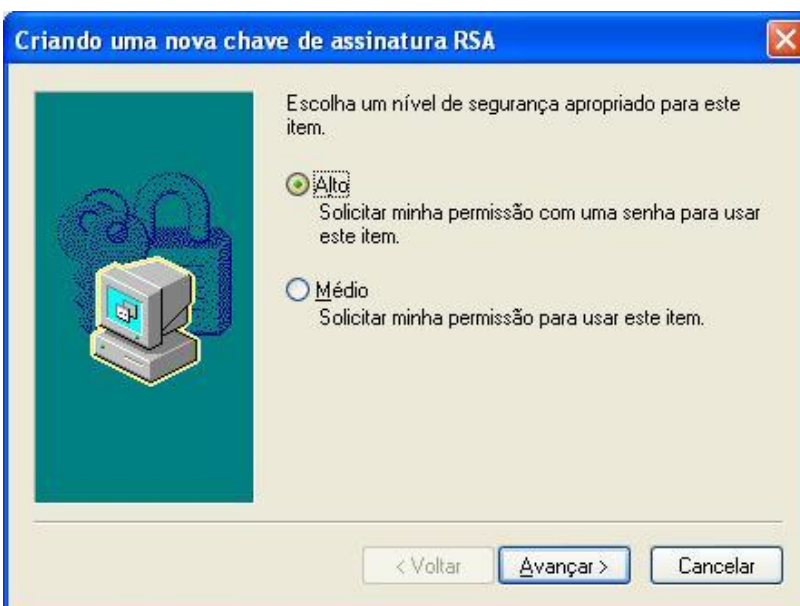 Criando uma nova chave de assinatura RSA
Escolha um nível de segurança apropriado para este
item.
Alto
Solicitar minha permissão com uma senha para usar
este item.
Médio
Solicitar minha permissão para usar este item.
< Voltar
Avançar >
Cancelar